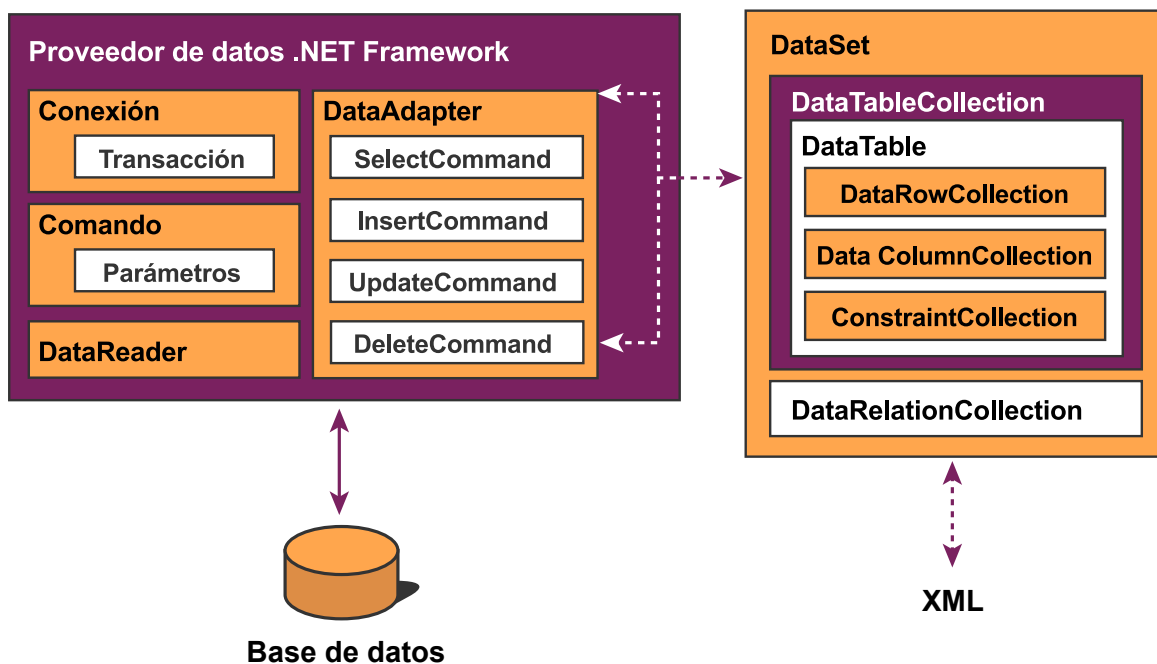 Proveedor de datos .NET Framework
Conexión
Transacción
Comando
Parámetros
DataReader
DataAdapter
SelectCommand
InsertCommand
UpdateCommand
DeleteCommand
Base de datos
DataSet
DataTableCollection
DataTable
DataRowCollection
Data ColumnCollection
ConstraintCollection
DataRelationCollection
XML